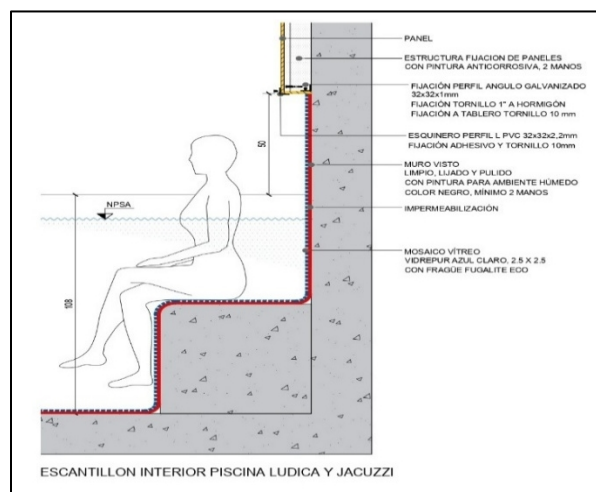 PANEL
ESTRUCTURA FIJACION DE PANELES
CON PINTURA ANTICORROSIVA, 2 MANOS
FIJACIÓN PERFIL ANGULO GALVANIZADO
32x32x1mm
FIJACIÓN TORNILLO 1" A HORMIGÓN
FIJACIÓN A TABLERO TORNILLO 10 mm
ESQUINERO PERFIL L PVC 32x32x2,2mm
FIJACIÓN ADHESIVO Y TORNILLO 10mm
50
MURO VISTO
LIMPIO, LIJADO Y PULIDO
CON PINTURA PARA AMBIENTE HÚMEDO
COLOR NEGRO, MÍNIMO 2 MANOS
NPSA
IMPERMEABILIZACIÓN
MOSAICO VÍTREO
VIDREPUR AZUL CLARO, 2.5 X 2.5
CON FRAGÜE FUGALITE ECO
108
ESCANTILLON INTERIOR PISCINA LUDICA Y JACUZZI